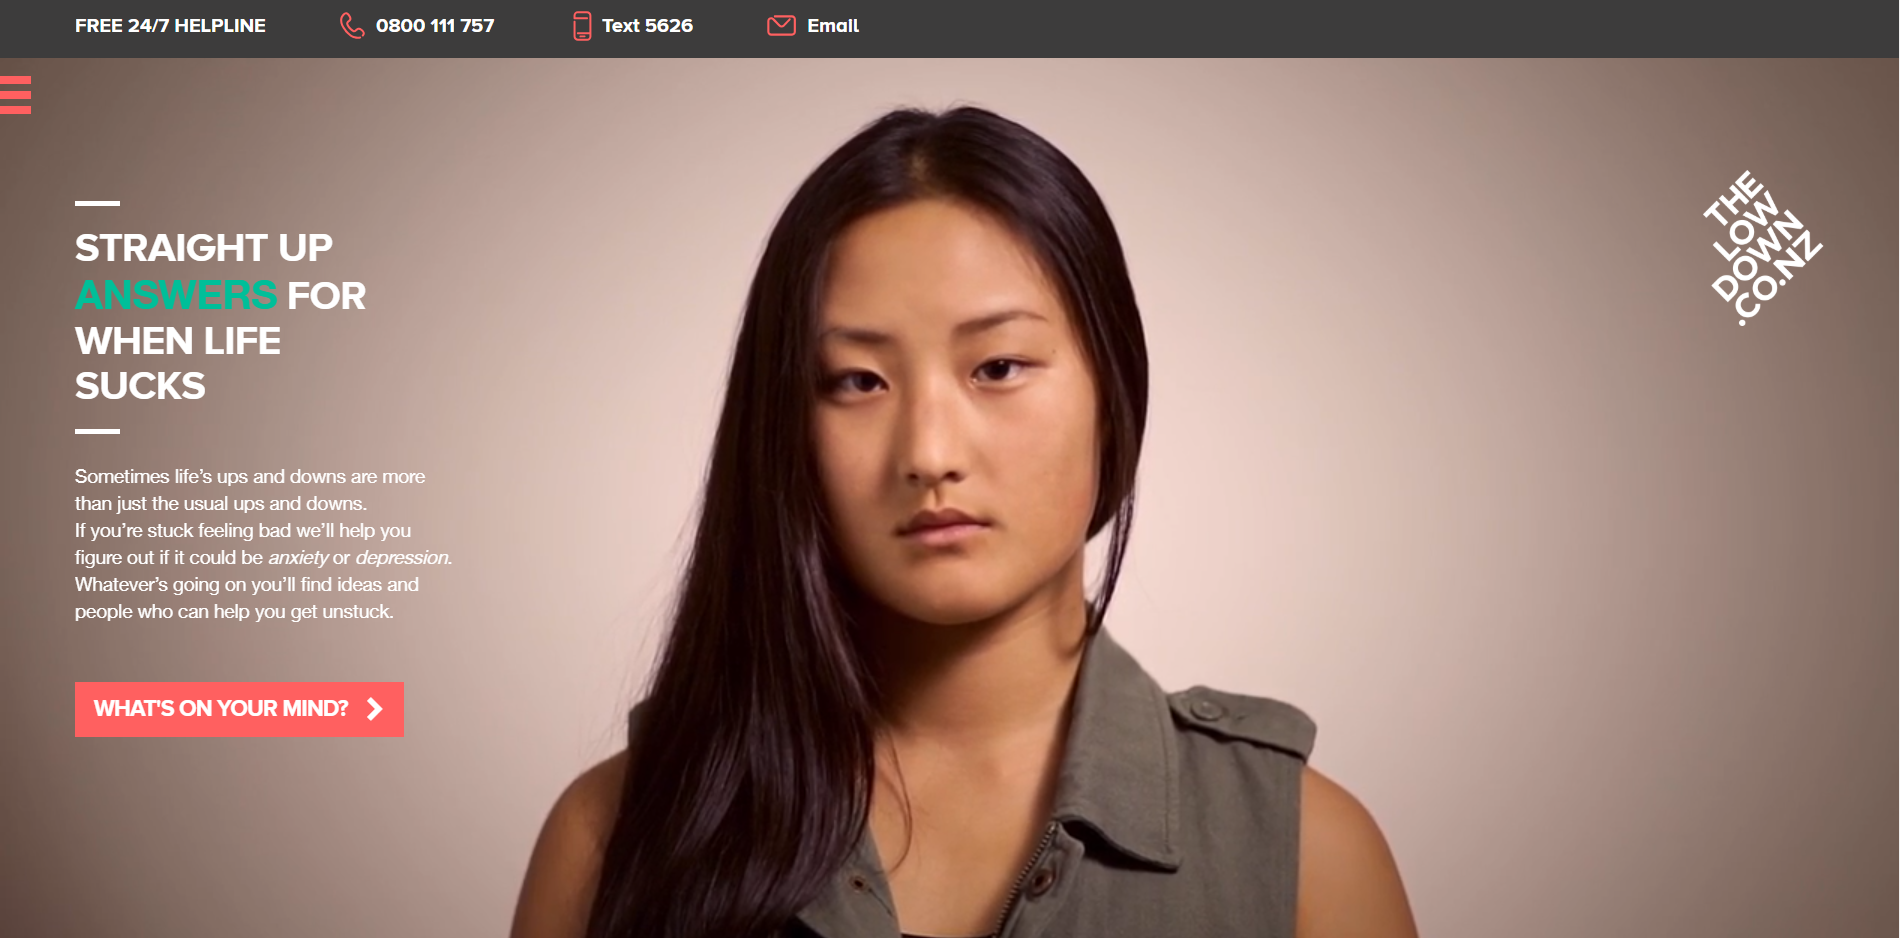 FREE 24/7 HELPLINE 0800 111 757 Text 5626 Email
STRAIGHT UP
ANSWERS FOR
WHEN LIFE
SUCKS
THE
LOW
DOWN
.CO.NZ
Sometimes life’s ups and downs are more
than just the usual ups and downs.
If you’re stuck feeling bad we’ll help you
figure out if it could be anxiety or depression.
Whatever’s going on you’ll find ideas and
people who can help you get unstuck.
WHAT'S ON YOUR MIND?